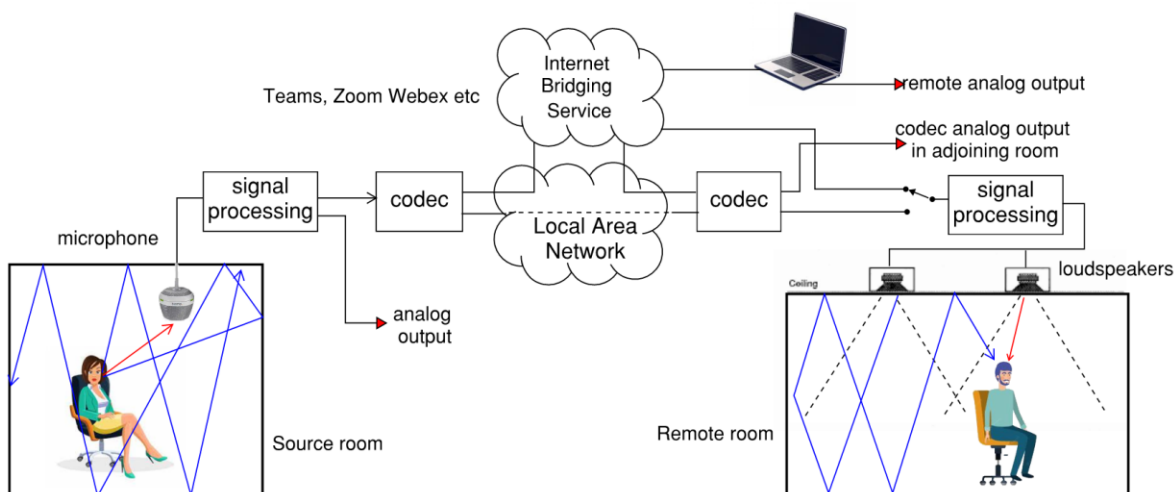 Internet
Bridging
Service
Teams, Zoom Webex etc
remote analog output
codec analog output
in adjoining room
signal
processing
codec
Local Area
Network
codec
signal
processing
microphone
loudspeakers
Ceiling
analog
output
Source room
Remote room